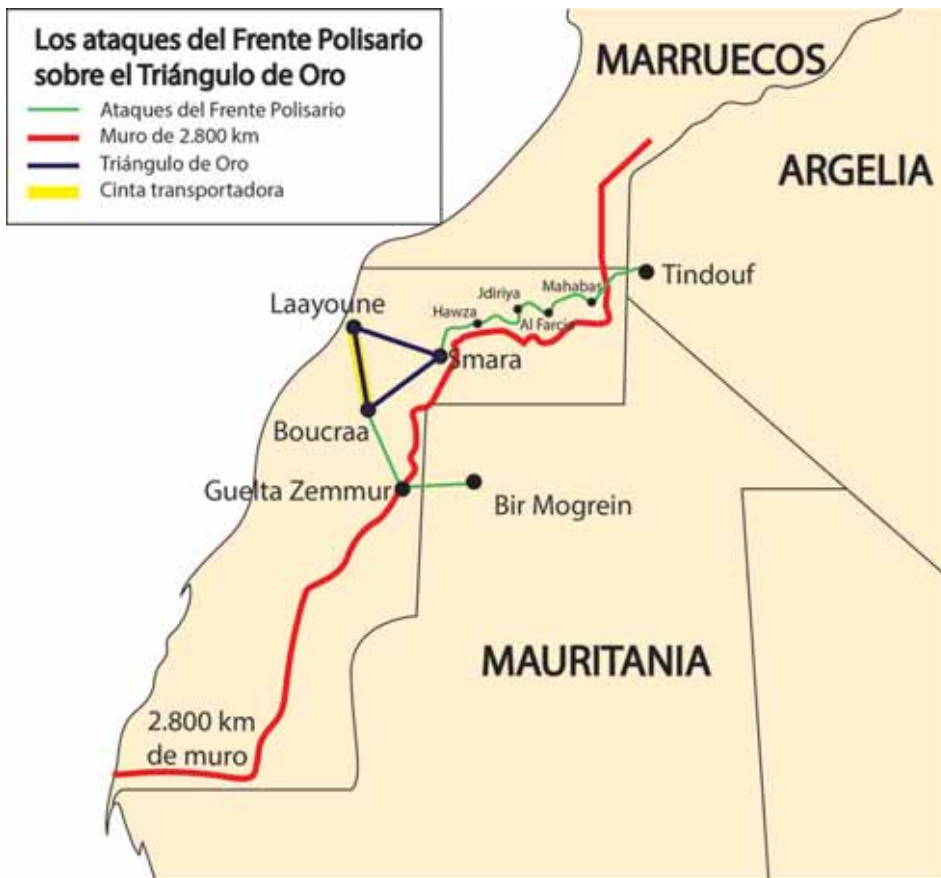 Los ataques del Frente Polisario
sobre el Triángulo de Oro
Ataques del Frente Polisario
Muro de 2.800 km
Triángulo de Oro
Cinta transportadora
MARRUECOS
ARGELIA
Tindouf
Mahabas
Jdiriya
Hawza
Al Farcia
Laayoune
Smara
Boucraa
Guelta Zemmur
Bir Mogrein
MAURITANIA
2.800 km
de muro